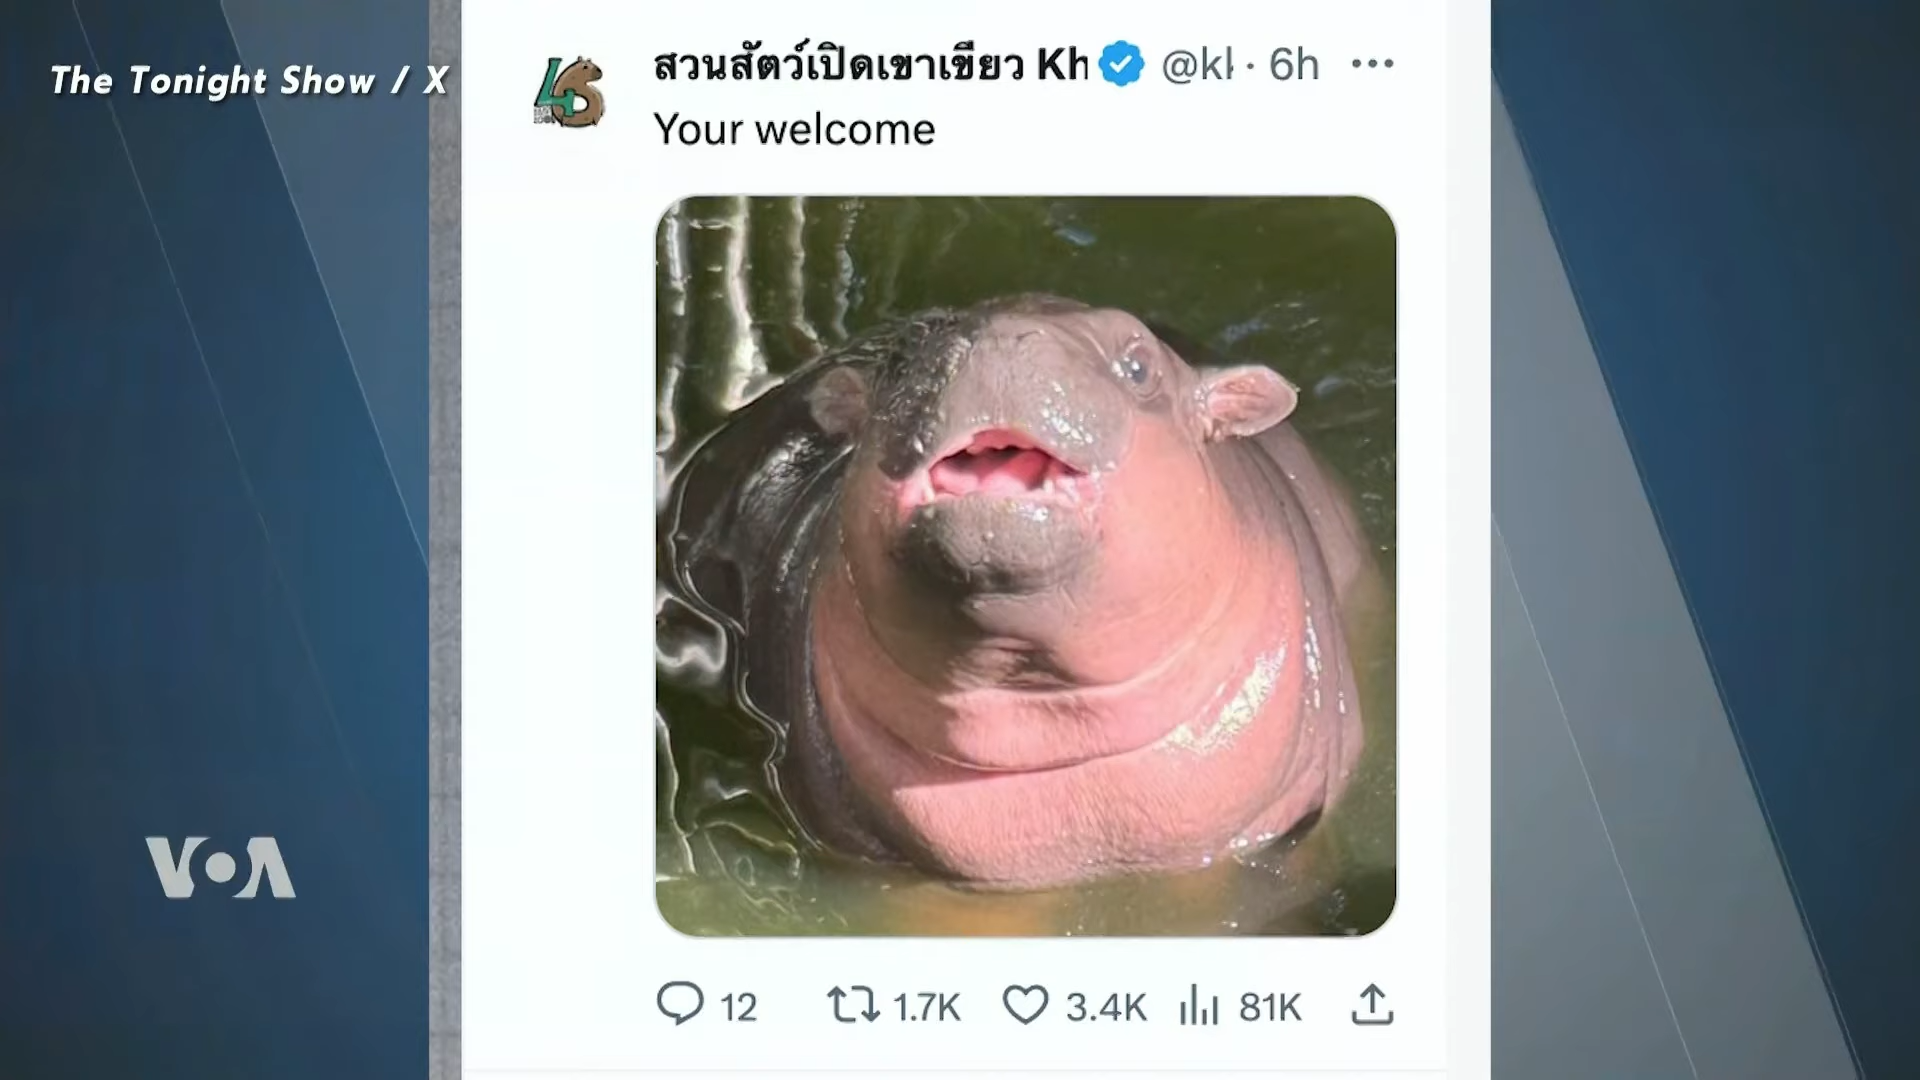 The Tonight Show / X
สวนสัตว์เปิดเขาเขียว Kh @kl · 6h
Your welcome
VOA
12 1.7K 3.4K 81K